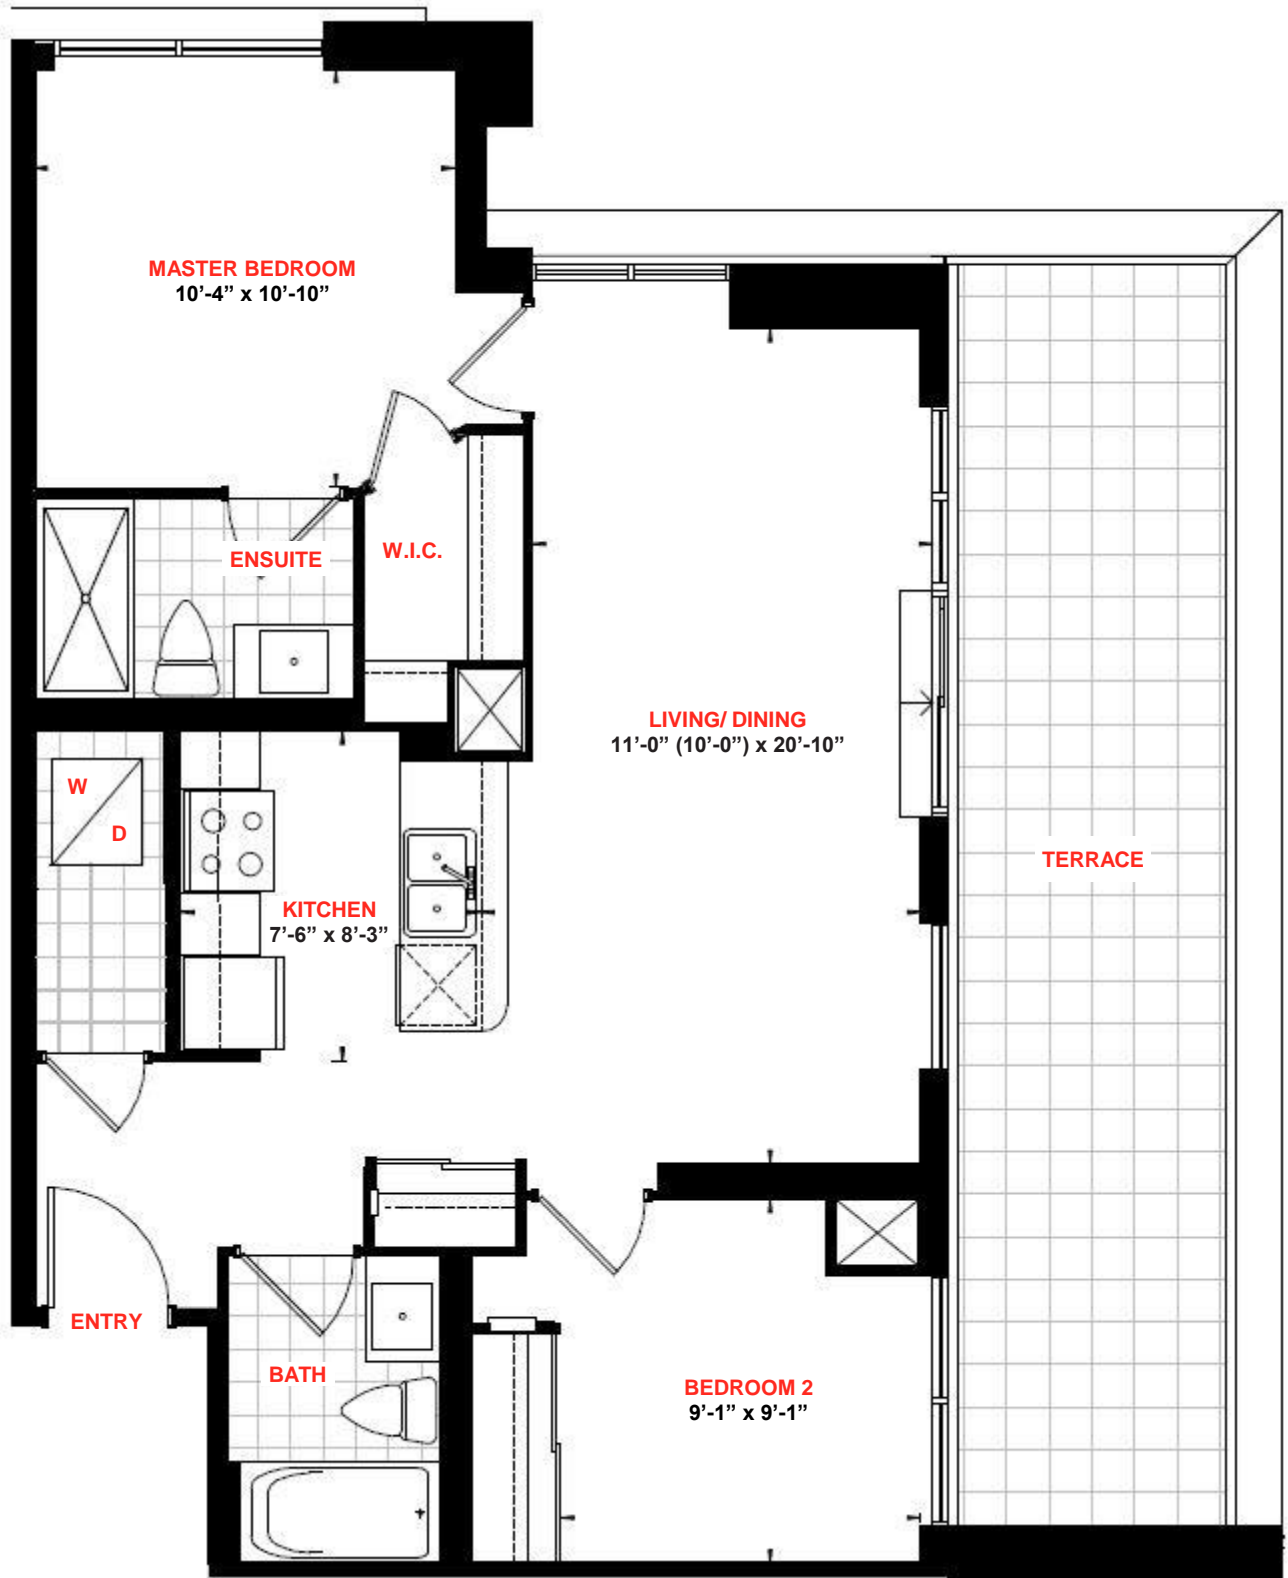 MASTER BEDROOM
10’-4” x 10’-10”
ENSUITE
W.I.C.
LIVING/ DINING
11’-0” (10’-0”) x 20’-10”
W
D
TERRACE
KITCHEN
7’-6” x 8’-3”
ENTRY
BATH
BEDROOM 2
9’-1” x 9’-1”